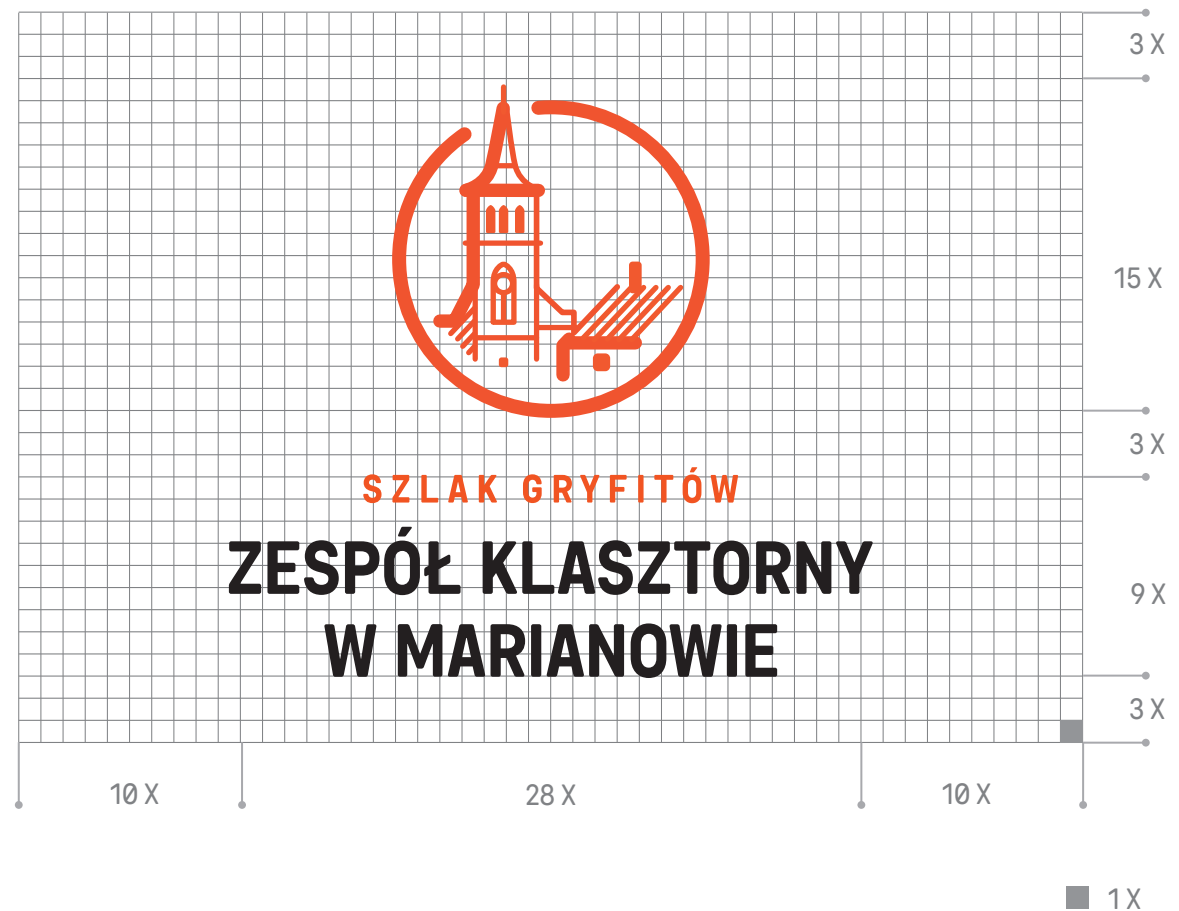 3 X
15 X
3 X
SZLAK GRYFITÓW
ZESPÓŁ KLASZTORNY
W MARIANOWIE
9 X
3 X
10 X
28 X
10 X
1 X